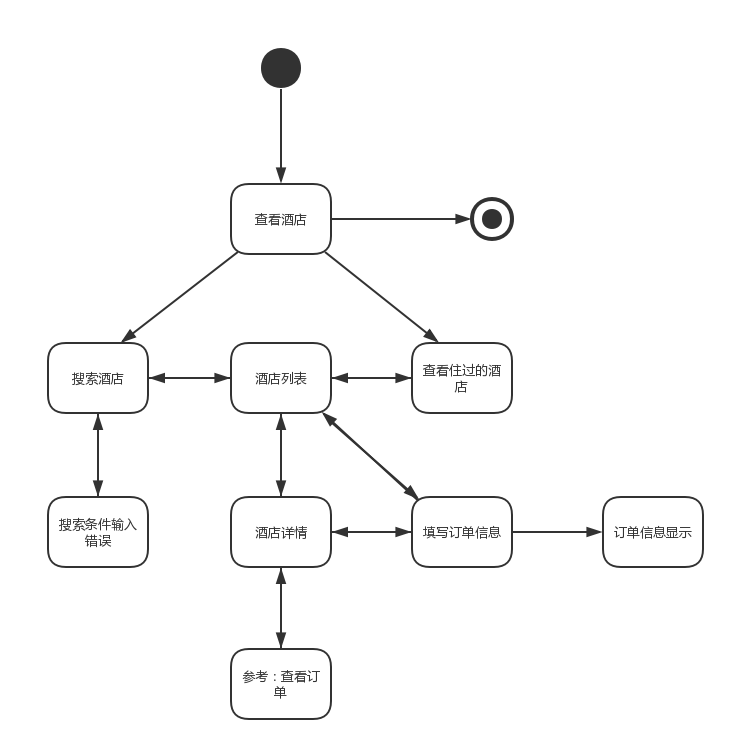 查看酒店
搜索酒店
酒店列表
查看住过的酒
店
搜索条件输入
错误
酒店详情
填写订单信息
订单信息显示
参考：查看订
单